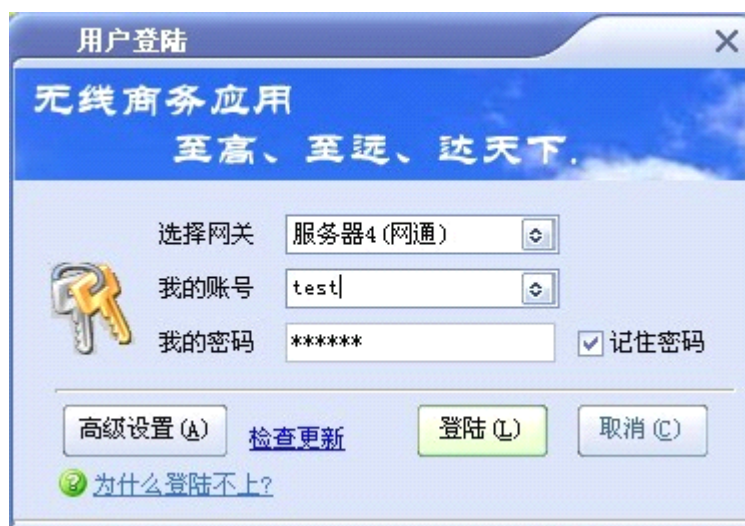 用户登陆
无线商务应用
至高、至远、达天下.
选择网关 服务器4(网通)
我的账号 test
我的密码 ****** 记住密码
高级设置(A) 检查更新 登陆(L) 取消(C)
为什么登陆不上?